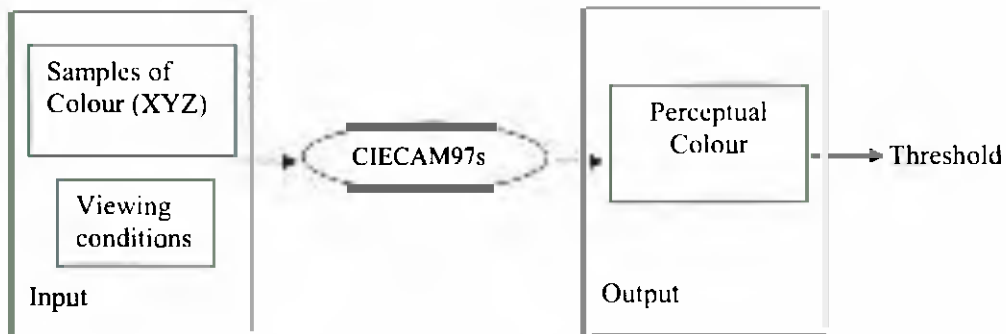 Samples of
Colour (XYZ)
Viewing
conditions
Input
CIECAM97s
Perceptual
Colour
Output
Threshold